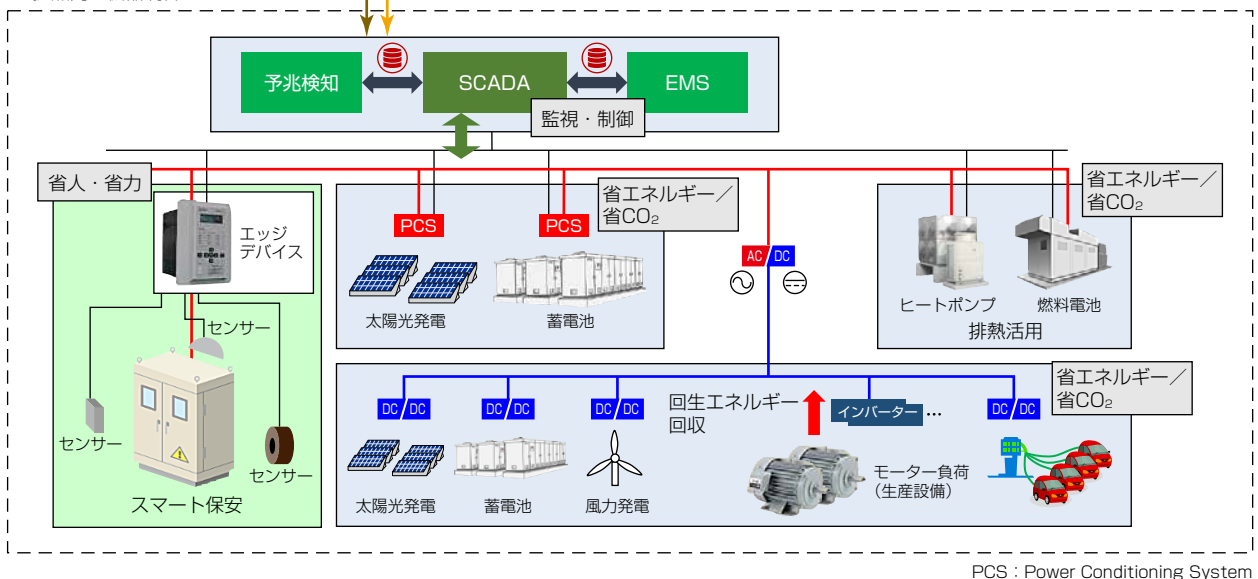 予兆検知
SCADA
EMS
監視・制御
省人・省力
エッジ
デバイス
センサー
センサー
センサー
スマート保安
PCS
PCS
省エネルギー/
省CO₂
太陽光発電
蓄電池
AC/DC
省エネルギー/
省CO₂
ヒートポンプ
燃料電池
排熱活用
省エネルギー/
省CO₂
DC/DC
DC/DC
DC/DC
回生エネルギー
回収
インバーター
...
DC/DC
太陽光発電
蓄電池
風力発電
モーター負荷
(生産設備)
PCS:Power Conditioning System